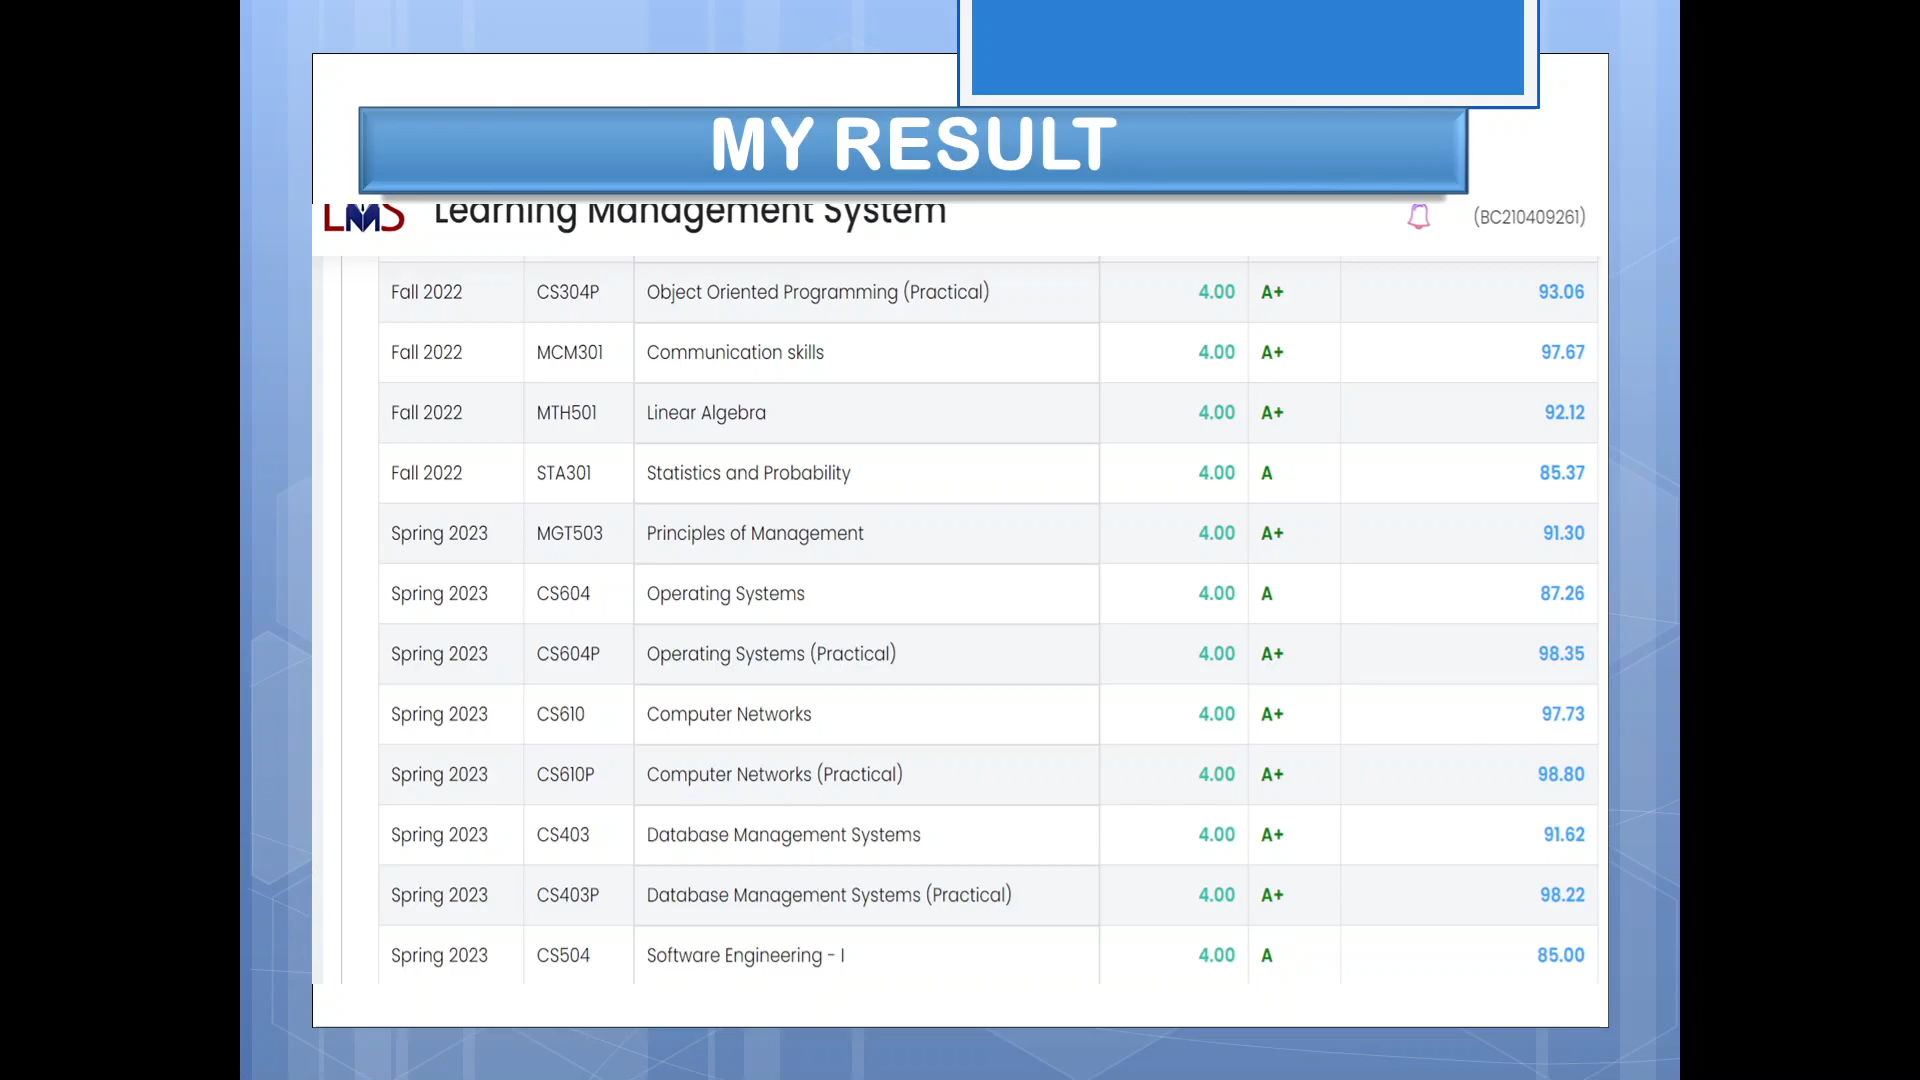 MY RESULT
LMS Learning Management System (BC210409261)
Fall 2022 CS304P Object Oriented Programming (Practical) 4.00 A+ 93.06
Fall 2022 MCM301 Communication skills 4.00 A+ 97.67
Fall 2022 MTH501 Linear Algebra 4.00 A+ 92.12
Fall 2022 STA301 Statistics and Probability 4.00 A 85.37
Spring 2023 MGT503 Principles of Management 4.00 A+ 91.30
Spring 2023 CS604 Operating Systems 4.00 A 87.26
Spring 2023 CS604P Operating Systems (Practical) 4.00 A+ 98.35
Spring 2023 CS610 Computer Networks 4.00 A+ 97.73
Spring 2023 CS610P Computer Networks (Practical) 4.00 A+ 98.80
Spring 2023 CS403 Database Management Systems 4.00 A+ 91.62
Spring 2023 CS403P Database Management Systems (Practical) 4.00 A+ 98.22
Spring 2023 CS504 Software Engineering - I 4.00 A 85.00